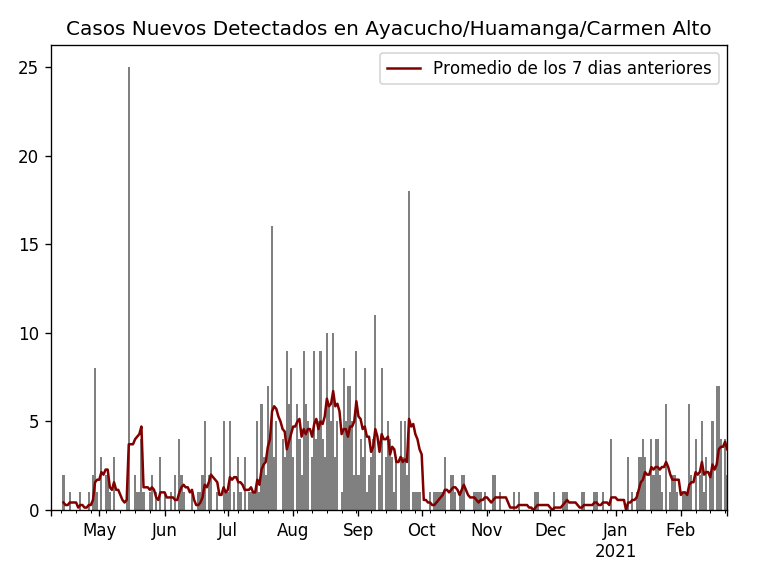 Casos Nuevos Detectados en Ayacucho/Huamanga/Carmen Alto
Promedio de los 7 dias anteriores
25
20
15
10
5
0
May Jun Jul Aug Sep Oct Nov Dec Jan Feb
2021